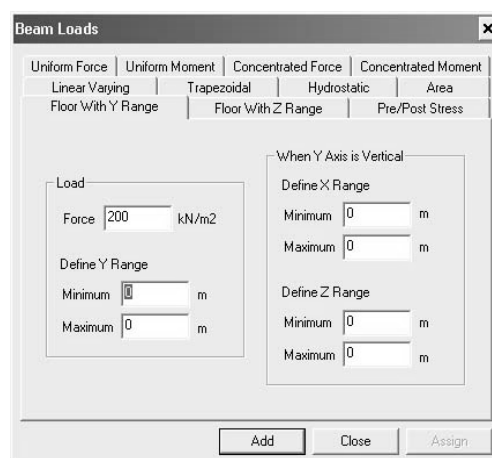 Beam Loads
Uniform Force Uniform Moment Concentrated Force Concentrated Moment
Linear Varying Trapezoidal Hydrostatic Area
Floor With Y Range Floor With Z Range Pre/Post Stress
Load
Force 200 kN/m2
Define Y Range
Minimum 0 m
Maximum 0 m
When Y Axis is Vertical
Define X Range
Minimum 0 m
Maximum 0 m
Define Z Range
Minimum 0 m
Maximum 0 m
Add Close Assign